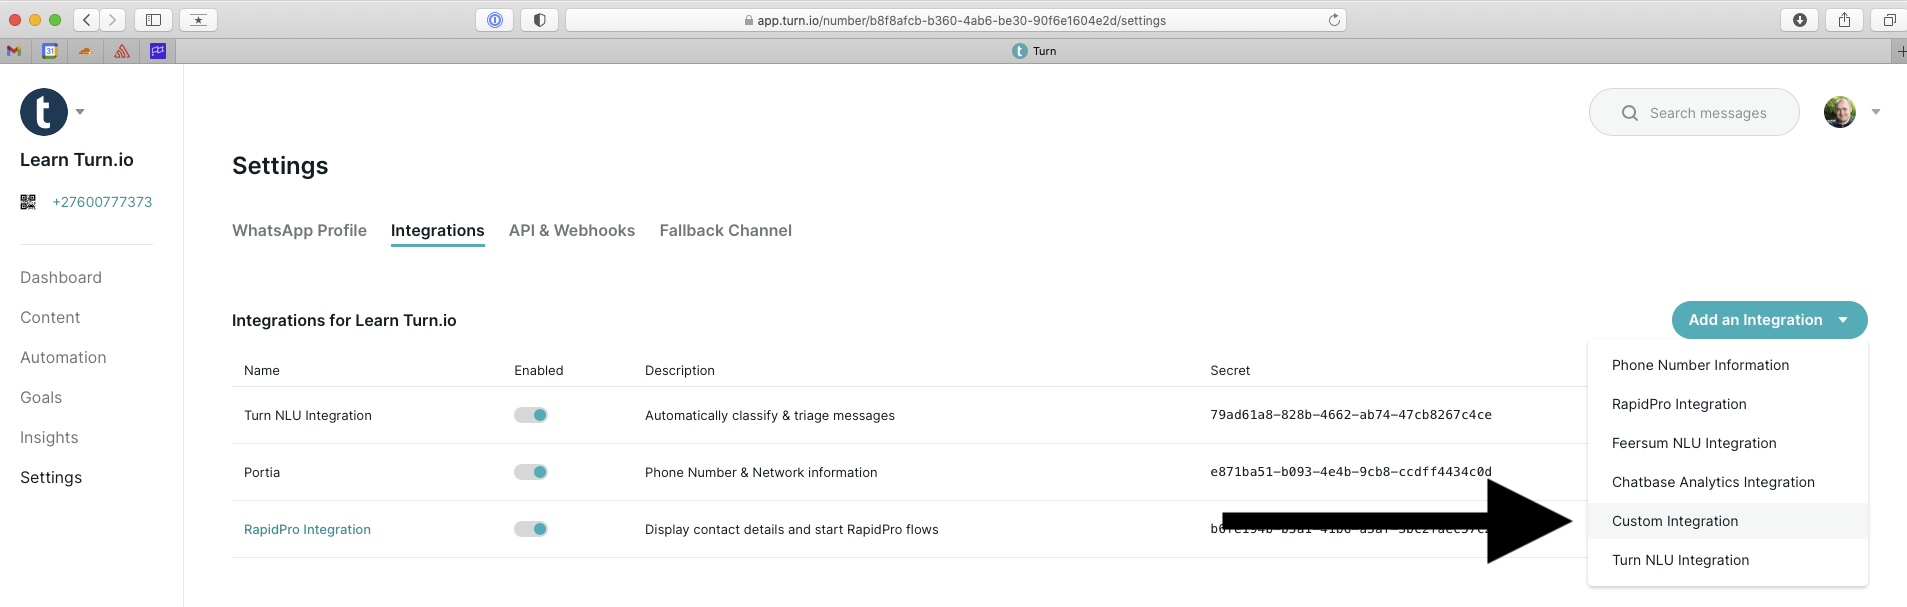 app.turn.io/number/b8f8afcb-b360-4ab6-be30-90f6e1604e2d/settings
31
t Turn
t
Search messages
Learn Turn.io
+27600777373
Settings
WhatsApp Profile Integrations API & Webhooks Fallback Channel
Dashboard
Content
Automation
Goals
Insights
Settings
Integrations for Learn Turn.io
Add an Integration
Name Enabled Description Secret
Turn NLU Integration Automatically classify & triage messages 79ad61a8-828b-4662-ab74-47cb8267c4ce
Portia Phone Number & Network information e871ba51-b093-4e4b-9cb8-ccdff4434c0d
RapidPro Integration Display contact details and start RapidPro flows
Phone Number Information
RapidPro Integration
Feersum NLU Integration
Chatbase Analytics Integration
Custom Integration
Turn NLU Integration